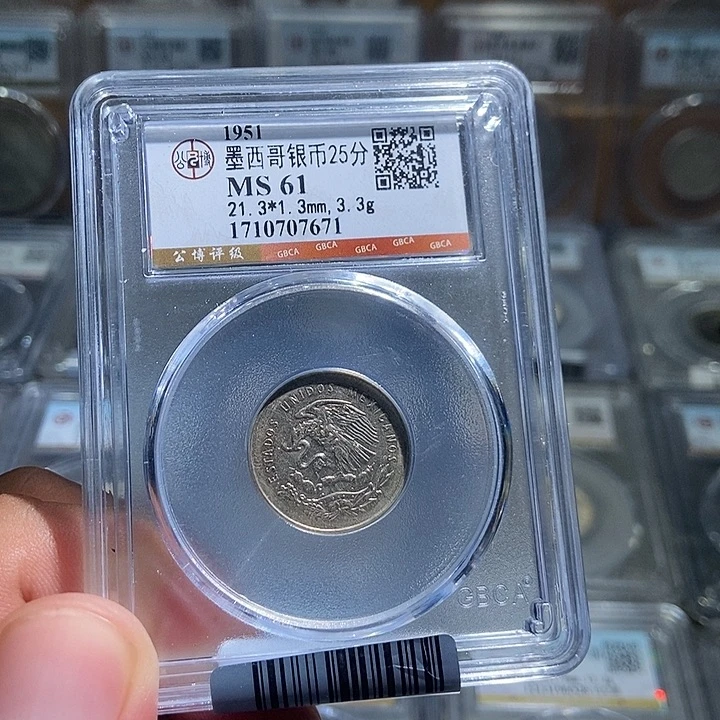 1951
墨西哥银币25分
MS 61
21.3*1.3mm, 3.3g
1710707671
公博评级 GBCA GBCA GBCA GBCA GBCA
ESTADOS UNIDOS MEXICANOS
GBCA